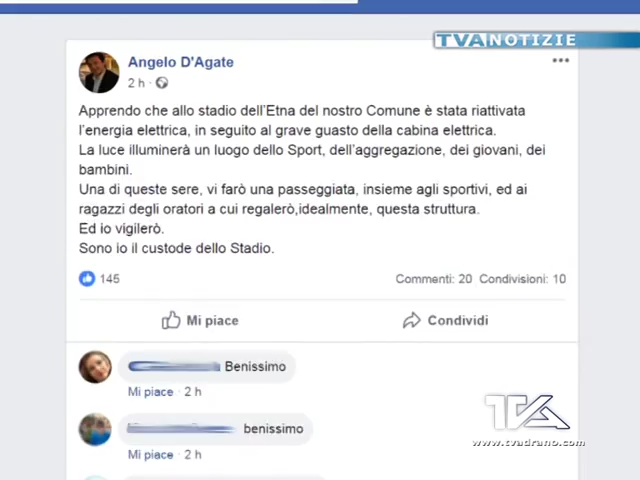 TVA NOTIZIE
Angelo D'Agate
2 h ·
Apprendo che allo stadio dell'Etna del nostro Comune è stata riattivata
l'energia elettrica, in seguito al grave guasto della cabina elettrica.
La luce illuminerà un luogo dello Sport, dell'aggregazione, dei giovani, dei
bambini.
Una di queste sere, vi farò una passeggiata, insieme agli sportivi, ed ai
ragazzi degli oratori a cui regalerò,idealmente, questa struttura.
Ed io vigilerò.
Sono io il custode dello Stadio.
145 Commenti: 20 Condivisioni: 10
Mi piace Condividi
Benissimo
Mi piace · 2 h
benissimo
Mi piace · 2 h
TVA
www.tvadrano.com